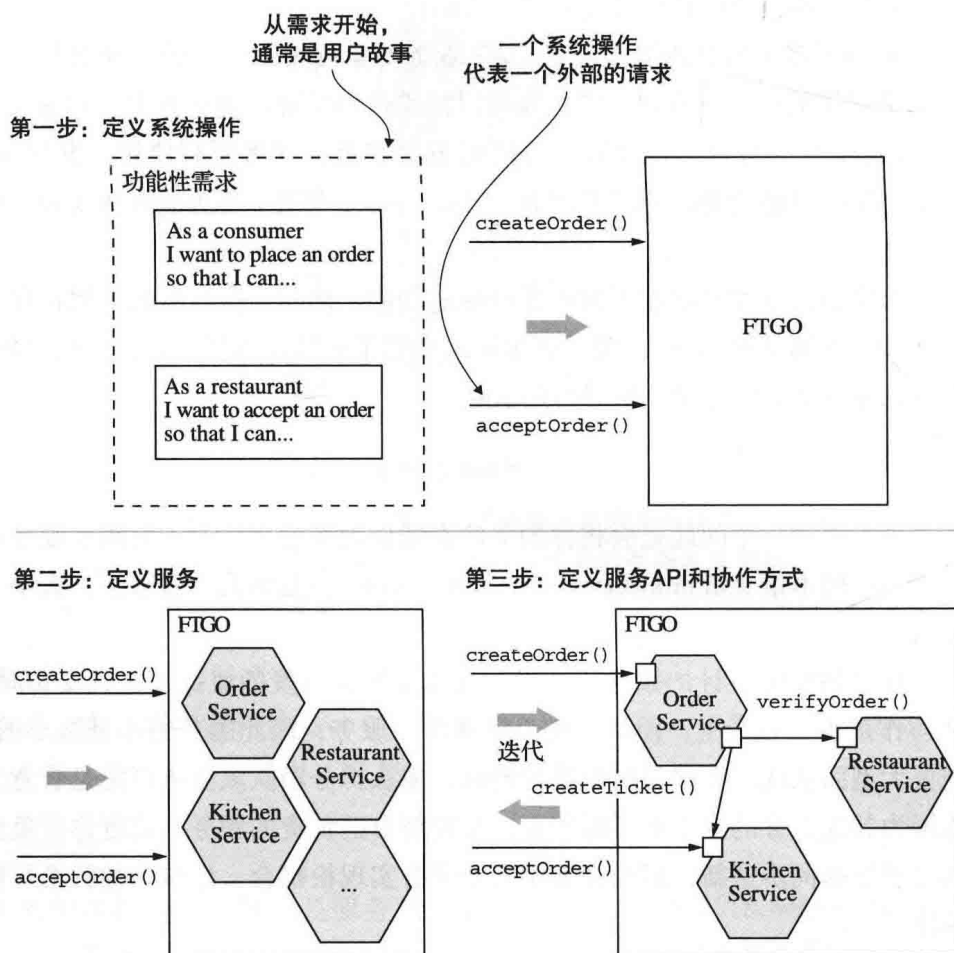 从需求开始，
通常是用户故事
一个系统操作
代表一个外部的请求
第一步：定义系统操作
功能性需求
As a consumer
I want to place an order
so that I can...
As a restaurant
I want to accept an order
so that I can...
createOrder()
FTGO
acceptOrder()
第二步：定义服务
FTGO
createOrder()
Order
Service
Restaurant
Service
Kitchen
Service
acceptOrder()
...
第三步：定义服务API和协作方式
FTGO
createOrder()
Order
Service
verifyOrder()
迭代
Restaurant
Service
createTicket()
acceptOrder()
Kitchen
Service